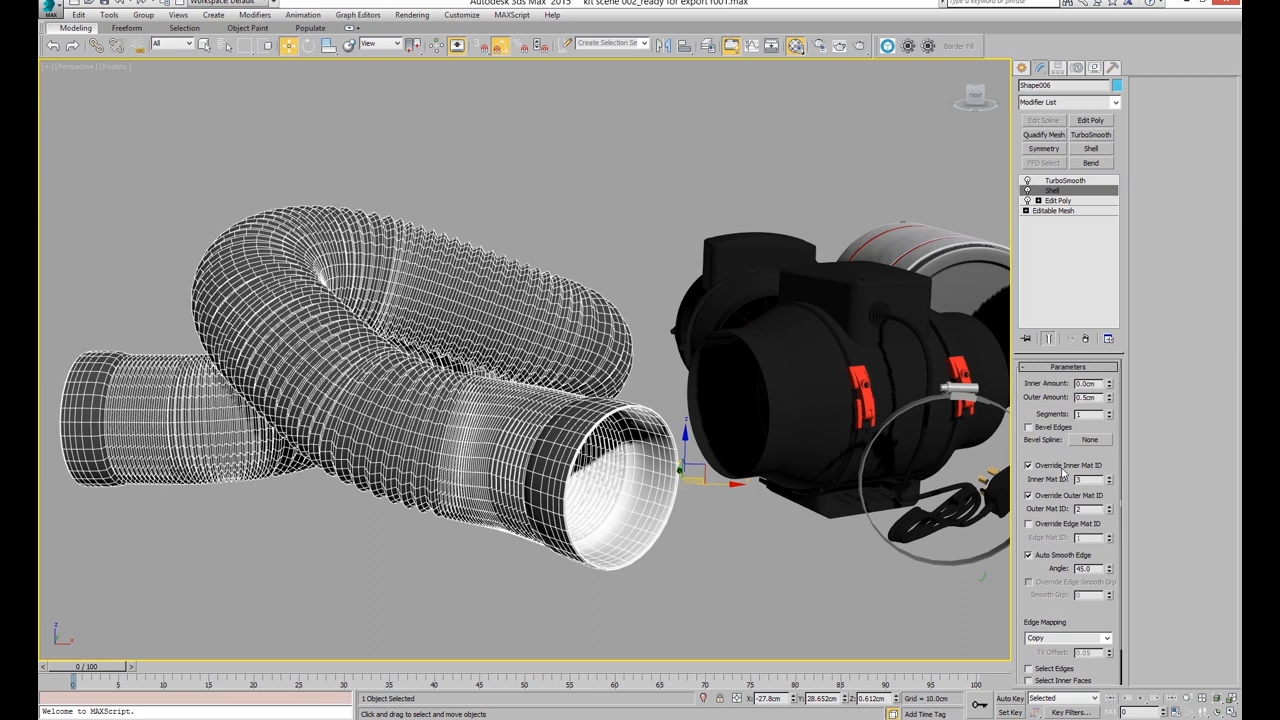 Autodesk 3ds Max 2015    kit scene 002_ready for export r001.max
MAX
Workspace: Default
Edit Tools Group Views Create Modifiers Animation Graph Editors Rendering Customize MAXScript Help
Modeling Freeform Selection Object Paint Populate
All
View
Create Selection Se
Border Fill
[+][Perspective][Realistic]
FRONT
Shape006
Modifier List
Edit Spline Edit Poly
Quadify Mesh TurboSmooth
Symmetry Shell
FFD Select Bend
TurboSmooth
Shell
Edit Poly
Editable Mesh
Parameters
Inner Amount: 0.0cm
Outer Amount: 0.5cm
Segments: 1
Bevel Edges
Bevel Spline: None
Override Inner Mat ID
Inner Mat ID: 3
Override Outer Mat ID
Outer Mat ID: 2
Override Edge Mat ID
Edge Mat ID: 1
Auto Smooth Edge
Angle: 45.0
Override Edge Smooth Grp
Smooth Grp: 0
Edge Mapping
Copy
TV Offset: 0.05
Select Edges
Select Inner Faces
z
x
z
x
0 / 100
0 5 10 15 20 25 30 35 40 45 50 55 60 65 70 75 80 85 90 95 100
1 Object Selected
X: -27.8cm Y: 28.652cm Z: 0.612cm Grid = 10.0cm
Auto Key Selected
Welcome to MAXScript.
Click and drag to select and move objects
Add Time Tag
Set Key Key Filters... 0